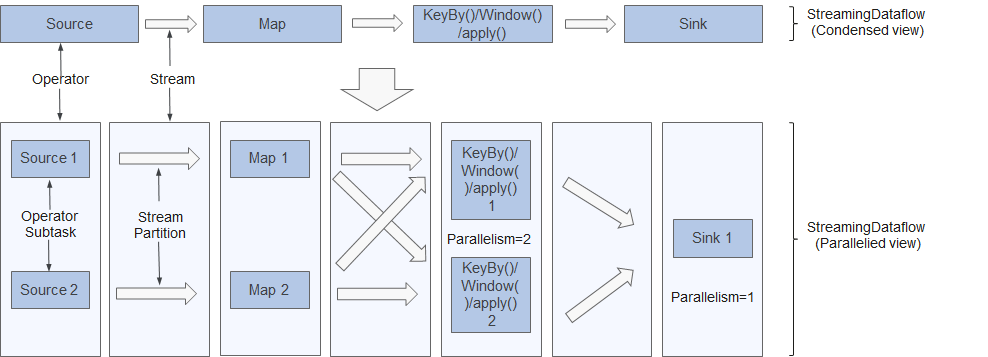 Source
Map
KeyBy()/Window()
/apply()
Sink
StreamingDataflow
(Condensed view)
Operator
Stream
Source 1
Map 1
KeyBy()/
Window(
)/apply()
1
Operator
Subtask
Stream
Partition
Parallelism=2
Sink 1
StreamingDataflow
(Parallelied view)
Source 2
Map 2
KeyBy()/
Window(
)/apply()
2
Parallelism=1